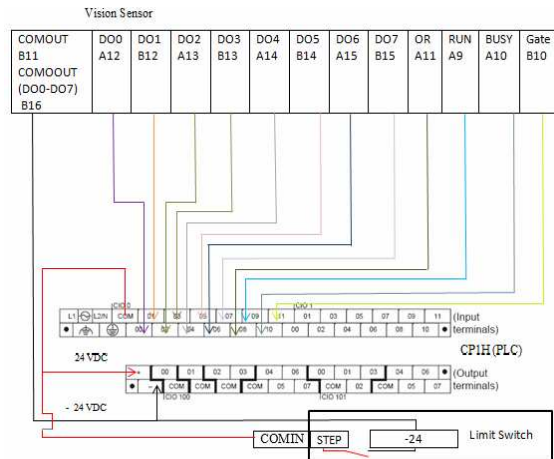 Vision Sensor
COMOUT B11 COMOOUT (DO0-DO7) B16
DO0 A12
DO1 B12
DO2 A13
DO3 B13
DO4 A14
DO5 B14
DO6 A15
DO7 B15
OR A11
RUN A9
BUSY A10
Gate B10
CIO 0 CIO 1
L1 L2/N COM 01 03 05 07 09 11 01 03 05 07 09 11 (Input
00 02 04 06 08 10 00 02 04 06 08 10 terminals)
CP1H (PLC)
24 VDC
+ 00 01 02 03 04 06 00 01 03 04 06 (Output
- COM COM COM COM 05 07 COM 02 COM 05 07 terminals)
CIO 100 CIO 101
- 24 VDC
COMIN STEP -24 Limit Switch